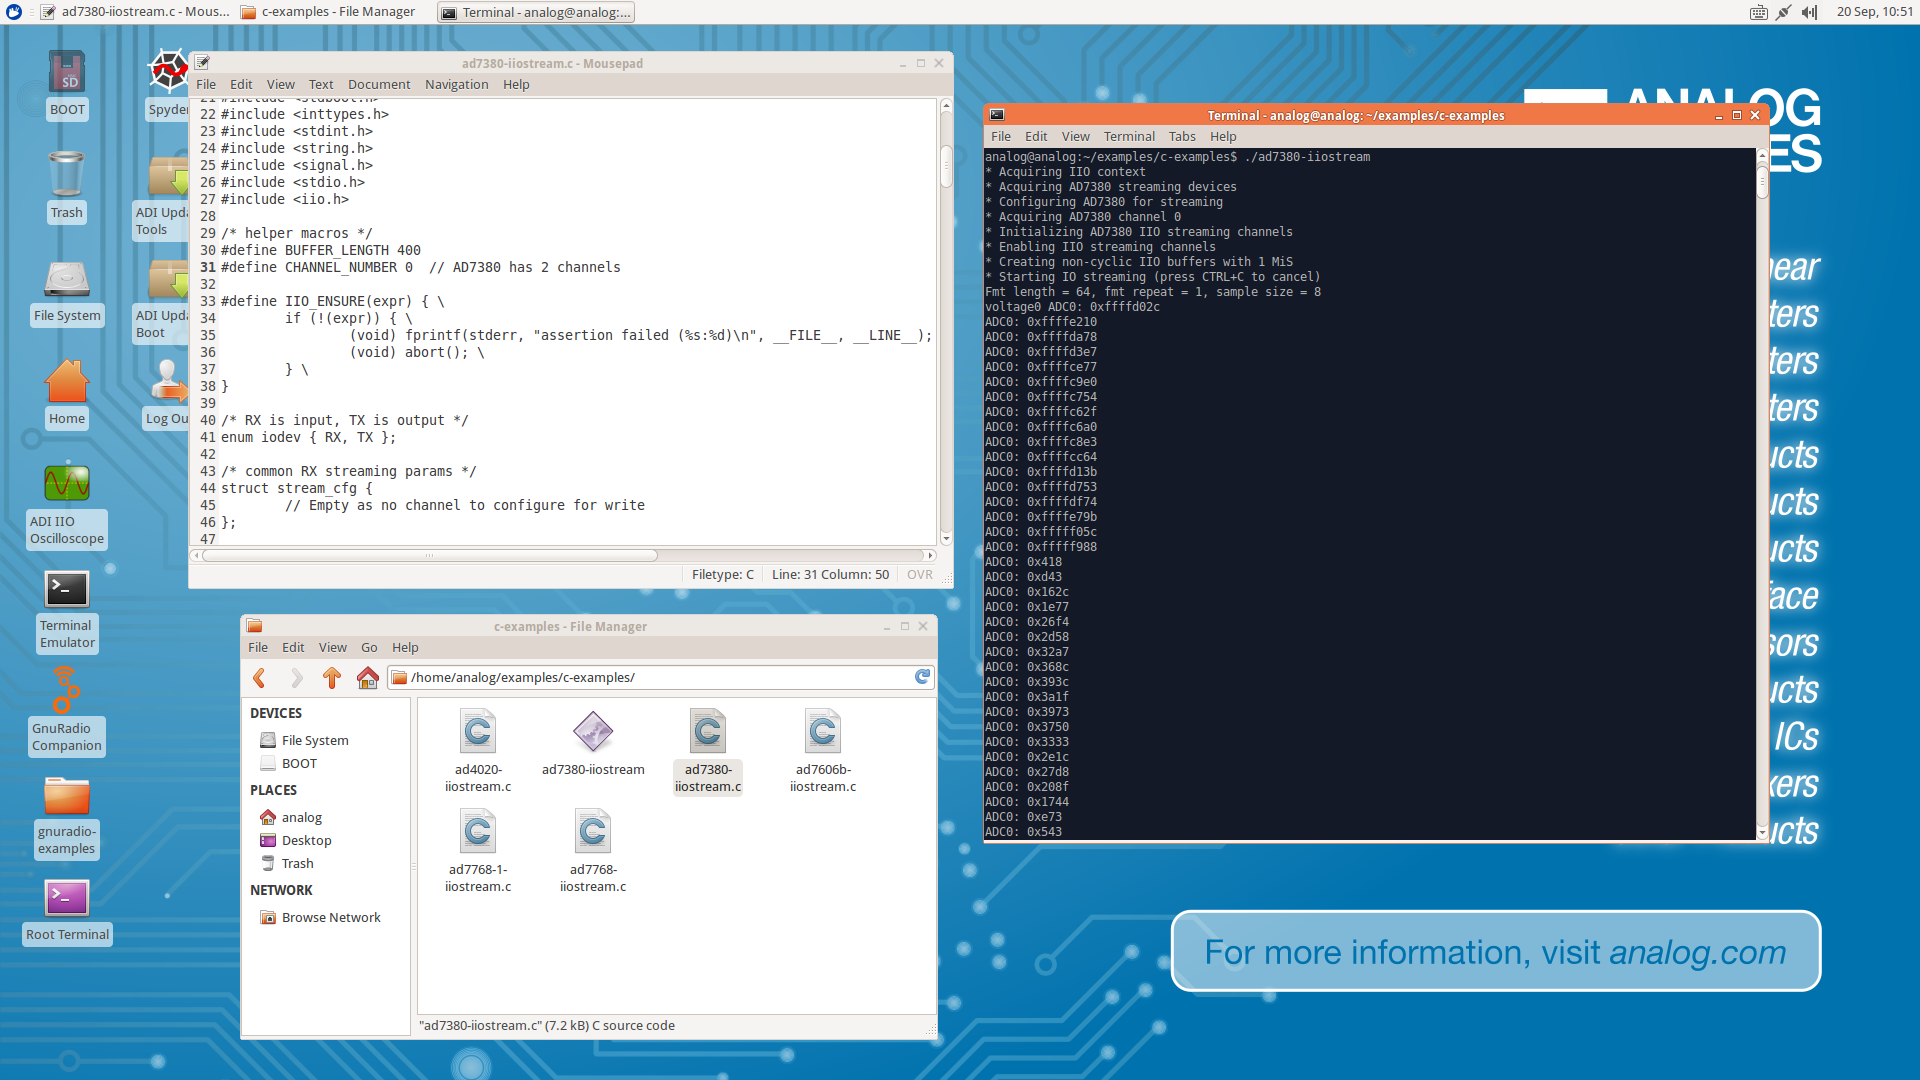 ad7380-iiostream.c - Mous...
c-examples - File Manager
Terminal - analog@analog:...
20 Sep, 10:51
BOOT
Trash
File System
Home
ADI IIO
Oscilloscope
Terminal
Emulator
GnuRadio
Companion
gnuradio-
examples
Root Terminal
Spyder
ADI Upda
Tools
ADI Upda
Boot
Log Ou
ad7380-iiostream.c - Mousepad
File Edit View Text Document Navigation Help
21 #include <stdbool.h>
22 #include <inttypes.h>
23 #include <stdint.h>
24 #include <string.h>
25 #include <signal.h>
26 #include <stdio.h>
27 #include <iio.h>
28
29 /* helper macros */
30 #define BUFFER_LENGTH 400
31 #define CHANNEL_NUMBER 0  // AD7380 has 2 channels
32
33 #define IIO_ENSURE(expr) { \
34 if (!(expr)) { \
35 (void) fprintf(stderr, "assertion failed (%s:%d)\n", __FILE__, __LINE__);
36 (void) abort(); \
37 } \
38 }
39
40 /* RX is input, TX is output */
41 enum iodev { RX, TX };
42
43 /* common RX streaming params */
44 struct stream_cfg {
45 // Empty as no channel to configure for write
46 };
47
Filetype: C Line: 31 Column: 50 OVR
c-examples - File Manager
File Edit View Go Help
/home/analog/examples/c-examples/
DEVICES
File System
BOOT
PLACES
analog
Desktop
Trash
NETWORK
Browse Network
ad4020-
iiostream.c
ad7380-iiostream
ad7380-
iiostream.c
ad7606b-
iiostream.c
ad7768-1-
iiostream.c
ad7768-
iiostream.c
"ad7380-iiostream.c" (7.2 kB) C source code
Terminal - analog@analog: ~/examples/c-examples
File Edit View Terminal Tabs Help
analog@analog:~/examples/c-examples$ ./ad7380-iiostream
* Acquiring IIO context
* Acquiring AD7380 streaming devices
* Configuring AD7380 for streaming
* Acquiring AD7380 channel 0
* Initializing AD7380 IIO streaming channels
* Enabling IIO streaming channels
* Creating non-cyclic IIO buffers with 1 MiS
* Starting IO streaming (press CTRL+C to cancel)
Fmt length = 64, fmt repeat = 1, sample size = 8
voltage0 ADC0: 0xffffd02c
ADC0: 0xffffe210
ADC0: 0xffffda78
ADC0: 0xffffd3e7
ADC0: 0xffffce77
ADC0: 0xffffc9e0
ADC0: 0xffffc754
ADC0: 0xffffc62f
ADC0: 0xffffc6a0
ADC0: 0xffffc8e3
ADC0: 0xffffcc64
ADC0: 0xffffd13b
ADC0: 0xffffd753
ADC0: 0xffffdf74
ADC0: 0xffffe79b
ADC0: 0xfffff05c
ADC0: 0xfffff988
ADC0: 0x418
ADC0: 0xd43
ADC0: 0x162c
ADC0: 0x1e77
ADC0: 0x26f4
ADC0: 0x2d58
ADC0: 0x32a7
ADC0: 0x368c
ADC0: 0x393c
ADC0: 0x3a1f
ADC0: 0x3973
ADC0: 0x3750
ADC0: 0x3333
ADC0: 0x2e1c
ADC0: 0x27d8
ADC0: 0x208f
ADC0: 0x1744
ADC0: 0xe73
ADC0: 0x543
ANALOG
ES
near
ters
ters
ters
ucts
ucts
ucts
face
sors
ucts
ICs
kers
ucts
For more information, visit analog.com